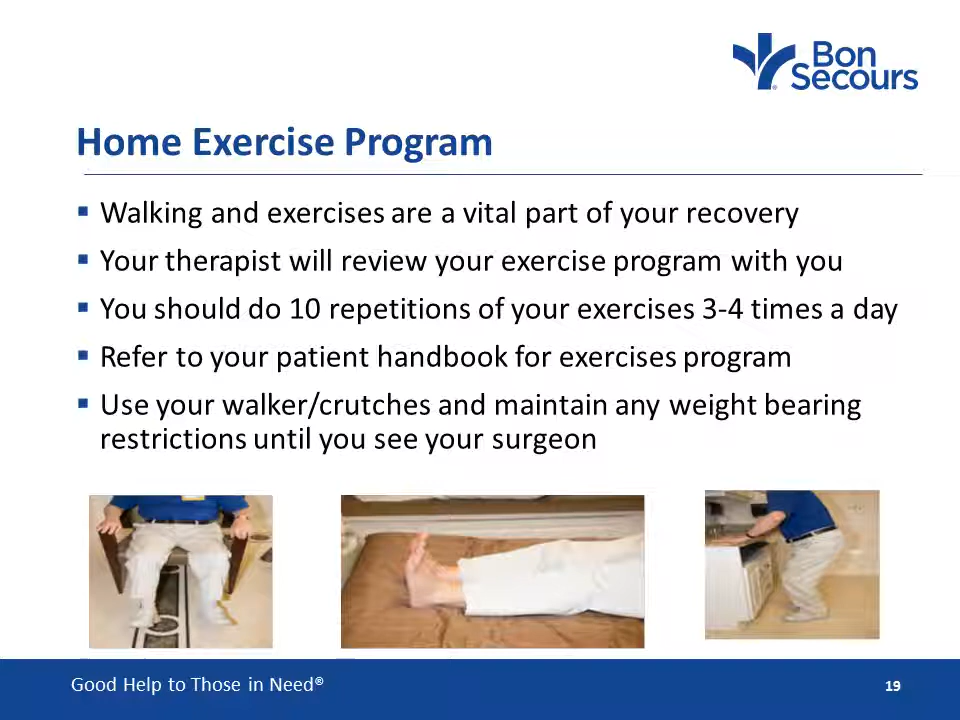 Bon
Secours
Home Exercise Program
▪ Walking and exercises are a vital part of your recovery
▪ Your therapist will review your exercise program with you
▪ You should do 10 repetitions of your exercises 3-4 times a day
▪ Refer to your patient handbook for exercises program
▪ Use your walker/crutches and maintain any weight bearing
restrictions until you see your surgeon
Good Help to Those in Need®
19